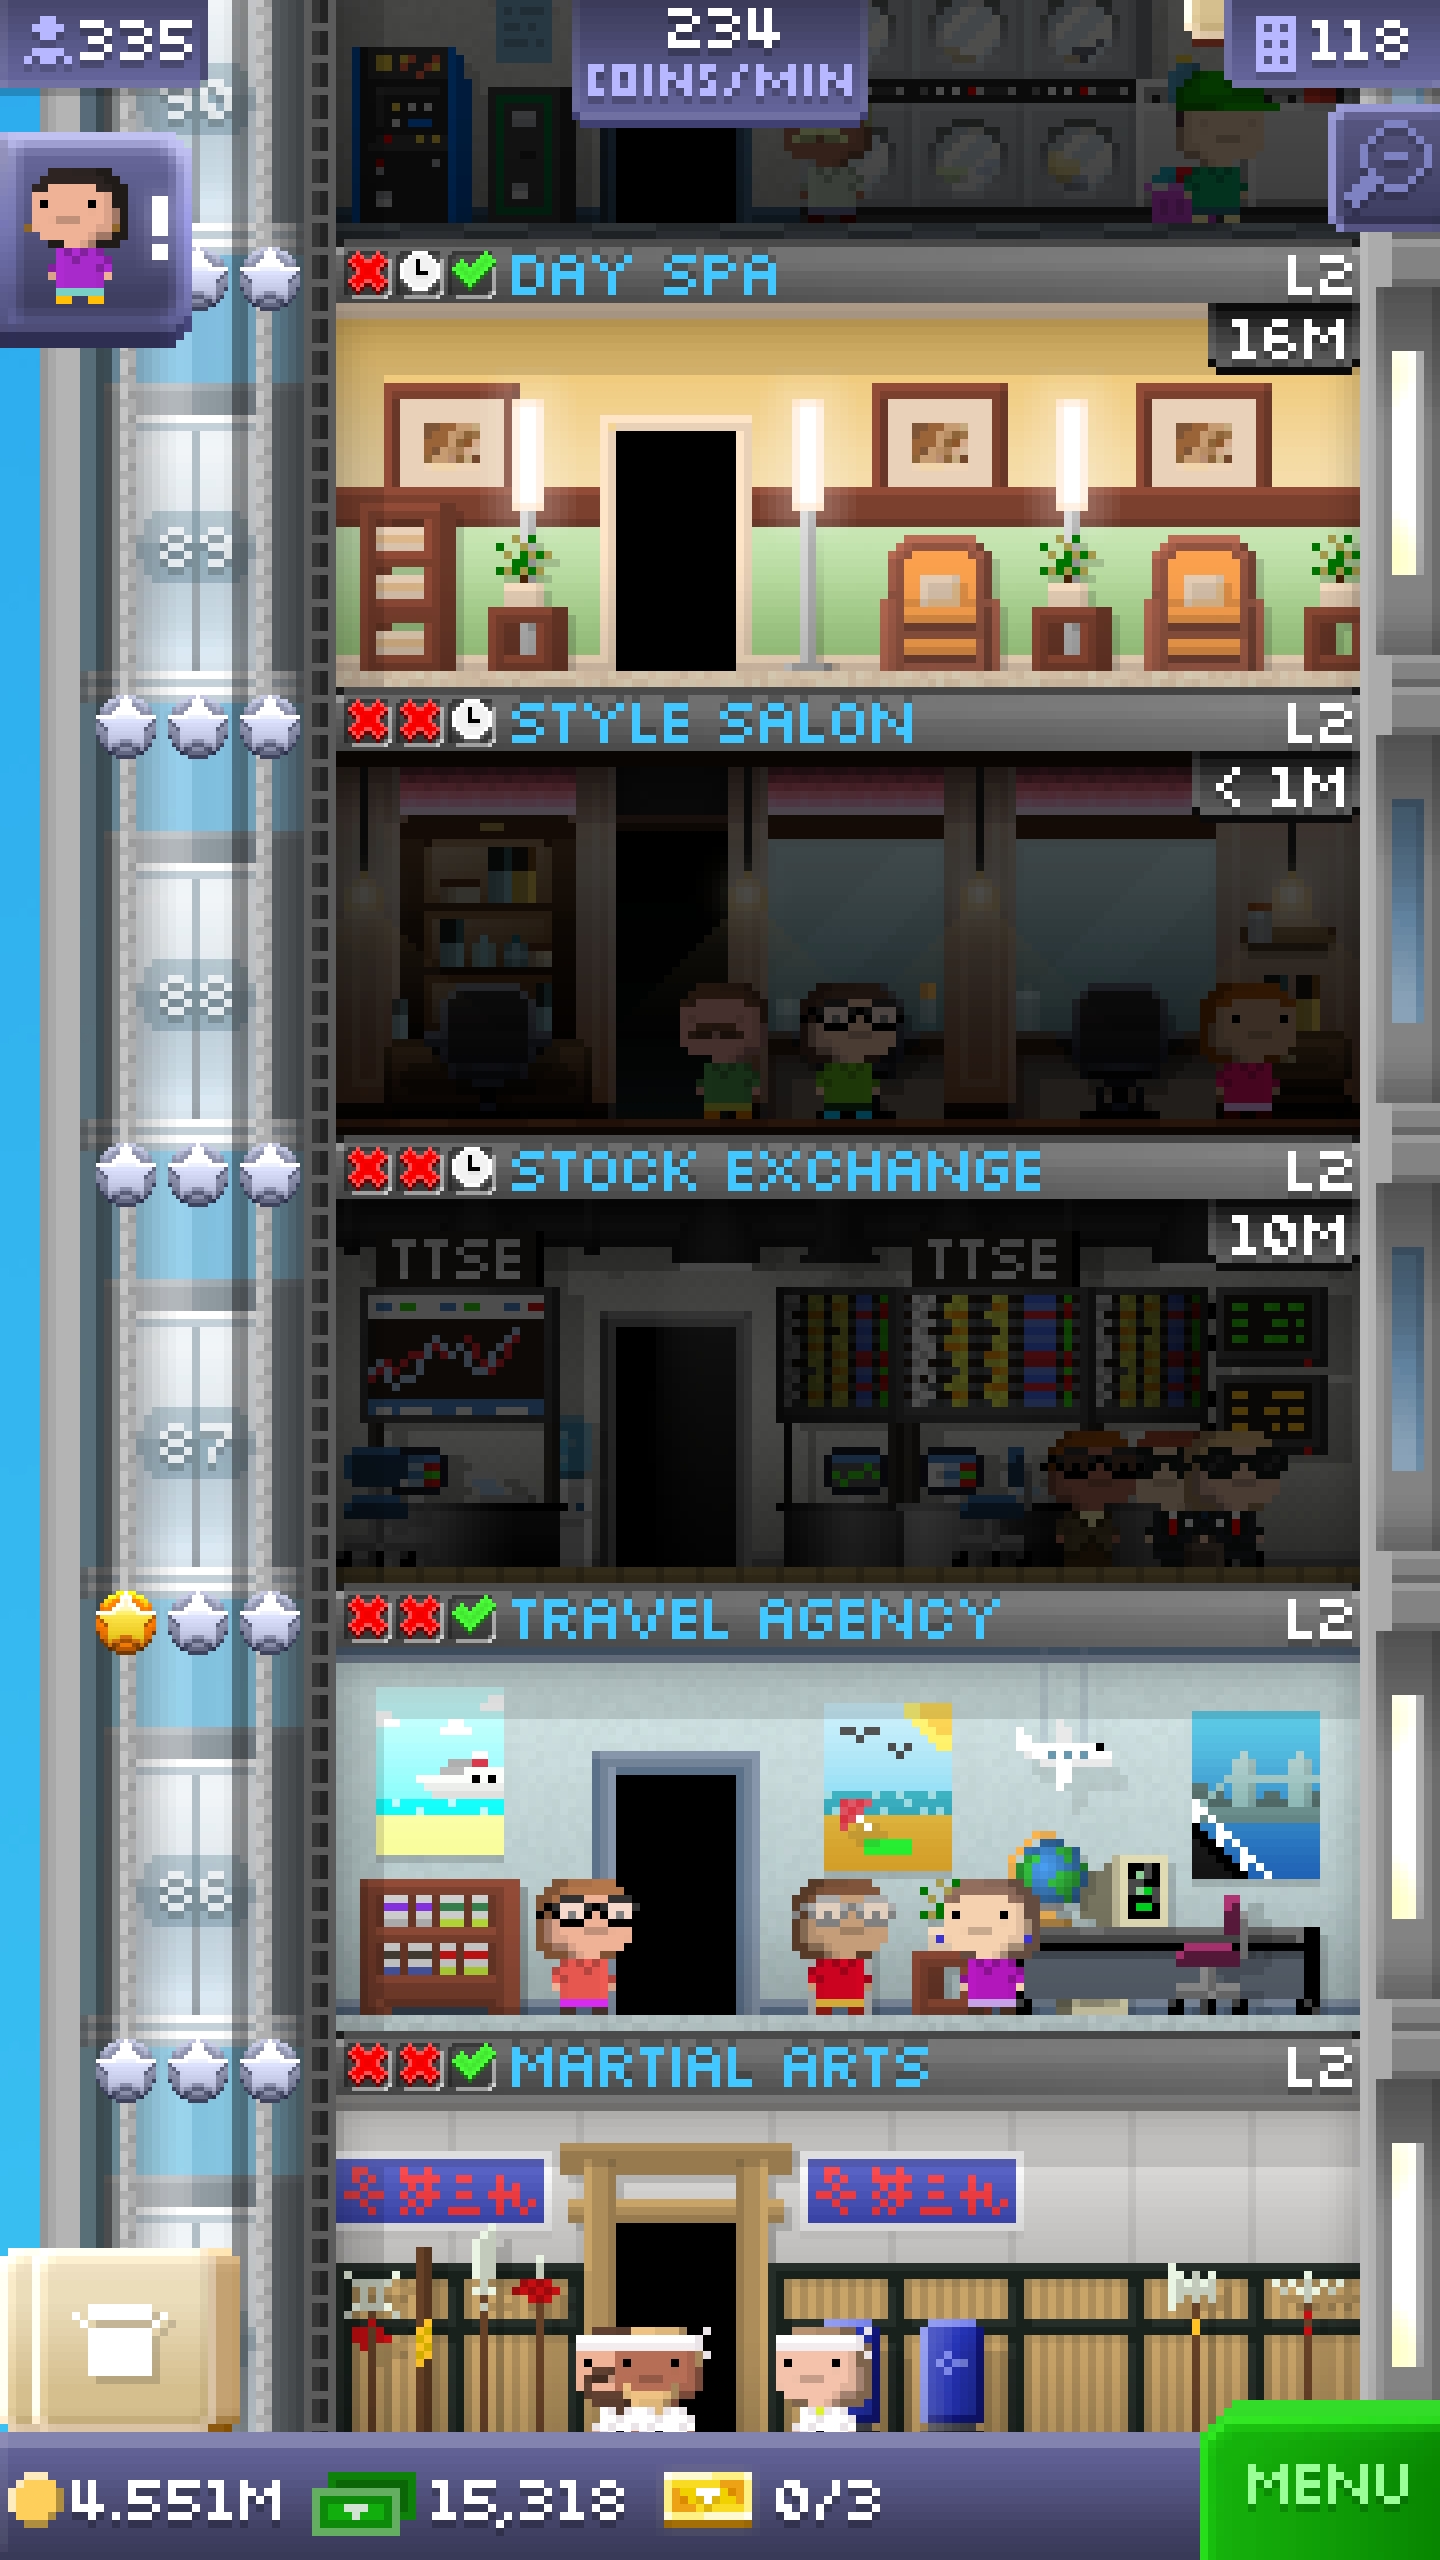 335
234
COINS/MIN
118
90
!
DAY SPA
L2
16M
89
STYLE SALON
L2
< 1M
88
STOCK EXCHANGE
L2
10M
TTSE
TTSE
87
TRAVEL AGENCY
L2
86
MARTIAL ARTS
L2
4.551M
15,318
0/3
MENU